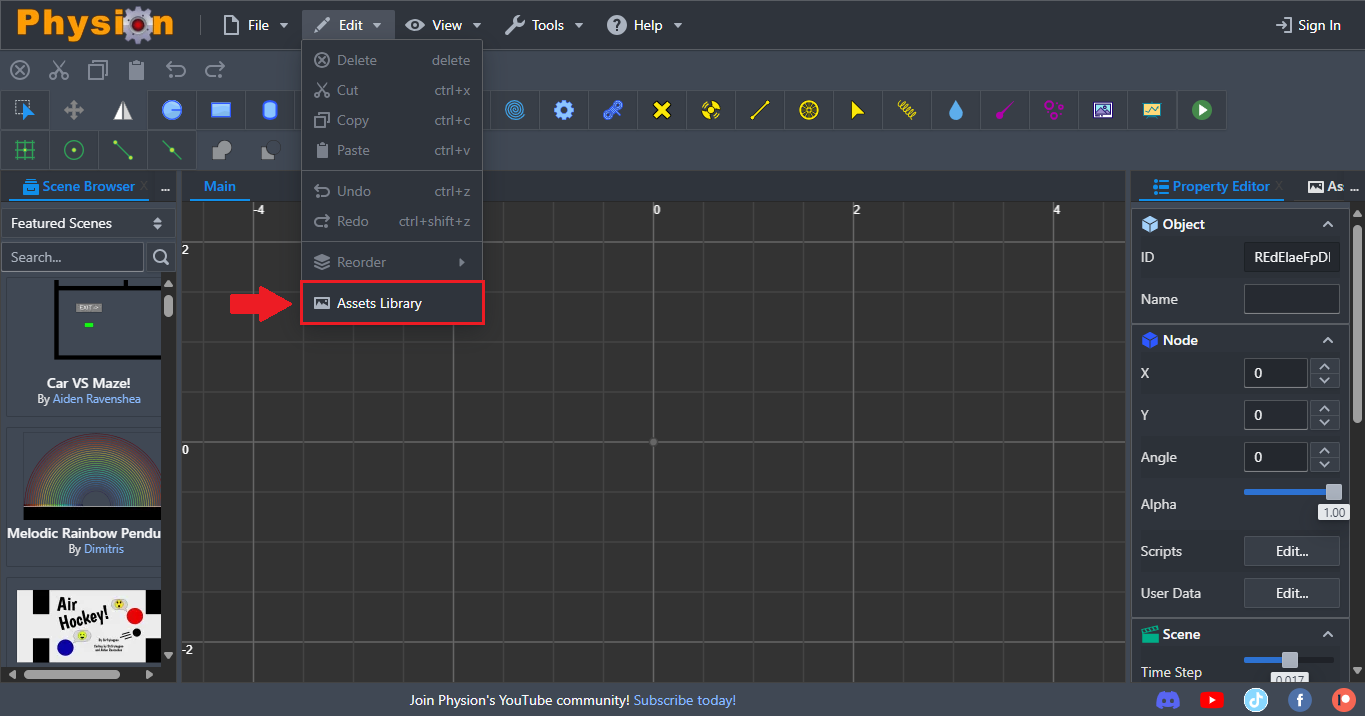 Physion
File
Edit
View
Tools
Help
Sign In
Delete delete
Cut ctrl+x
Copy ctrl+c
Paste ctrl+v
Undo ctrl+z
Redo ctrl+shift+z
Reorder
Assets Library
Scene Browser
...
Featured Scenes
Search...
EXIT ->
Car VS Maze!
By Aiden Ravenshea
Melodic Rainbow Pendu
By Dimitris
Air
Hockey!
Main
-4 0 2 4
2
0
-2
Property Editor
As ...
Object
ID REdElaeFpDI
Name
Node
X 0
Y 0
Angle 0
Alpha
1.00
Scripts Edit...
User Data Edit...
Scene
Time Step
0.017
Join Physion's YouTube community! Subscribe today!